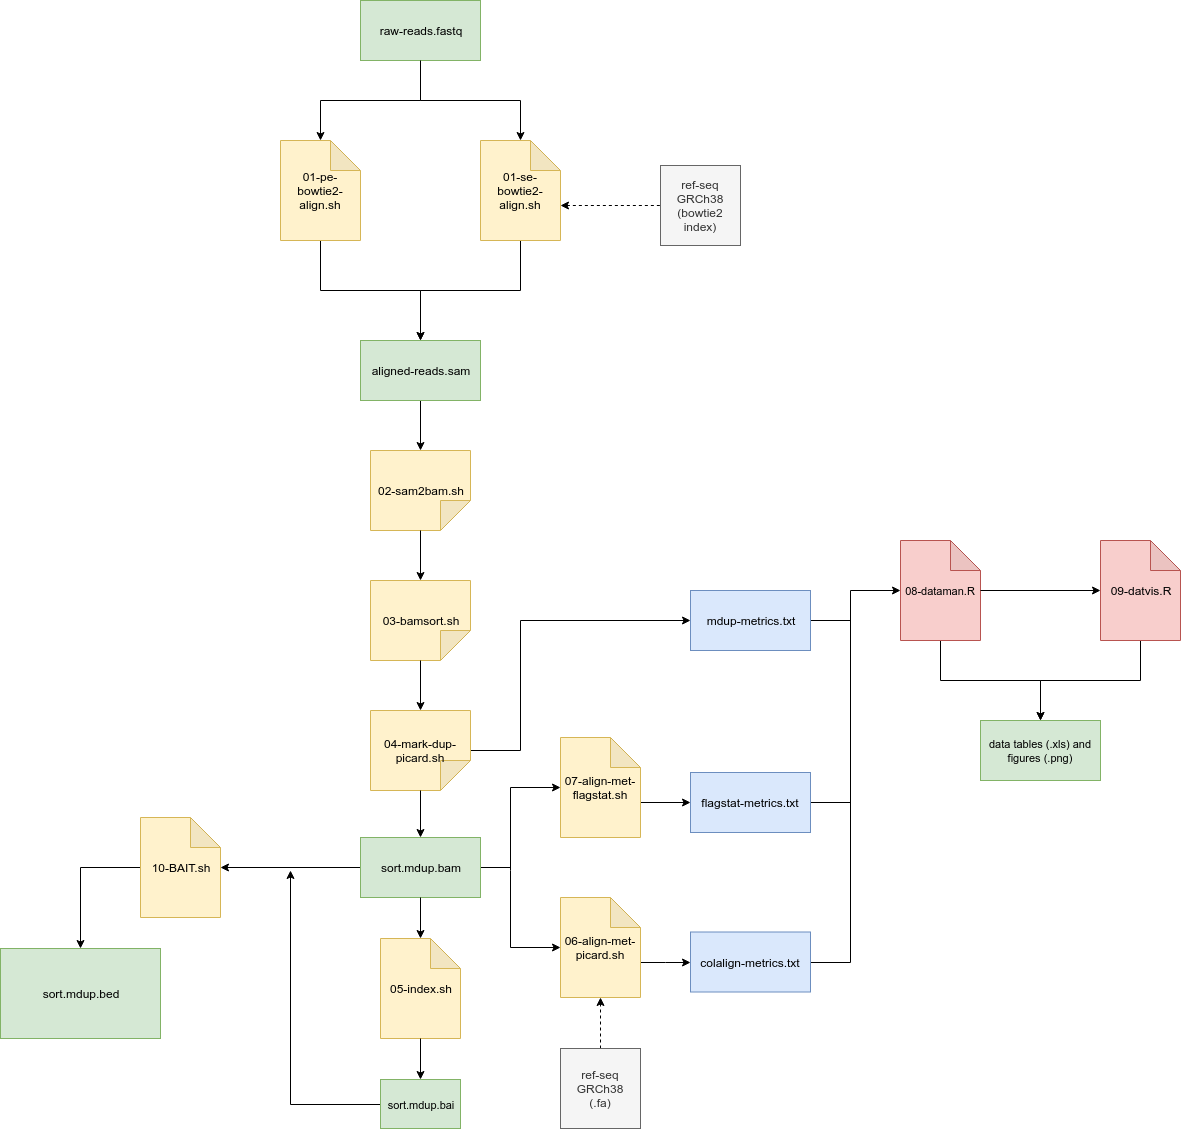 raw-reads.fastq
01-pe-
bowtie2-
align.sh
01-se-
bowtie2-
align.sh
ref-seq
GRCh38
(bowtie2
index)
aligned-reads.sam
02-sam2bam.sh
03-bamsort.sh
mdup-metrics.txt
08-dataman.R
09-datvis.R
04-mark-dup-
picard.sh
data tables (.xls) and
figures (.png)
07-align-met-
flagstat.sh
flagstat-metrics.txt
10-BAIT.sh
sort.mdup.bam
06-align-met-
picard.sh
colalign-metrics.txt
sort.mdup.bed
05-index.sh
ref-seq
GRCh38
(.fa)
sort.mdup.bai